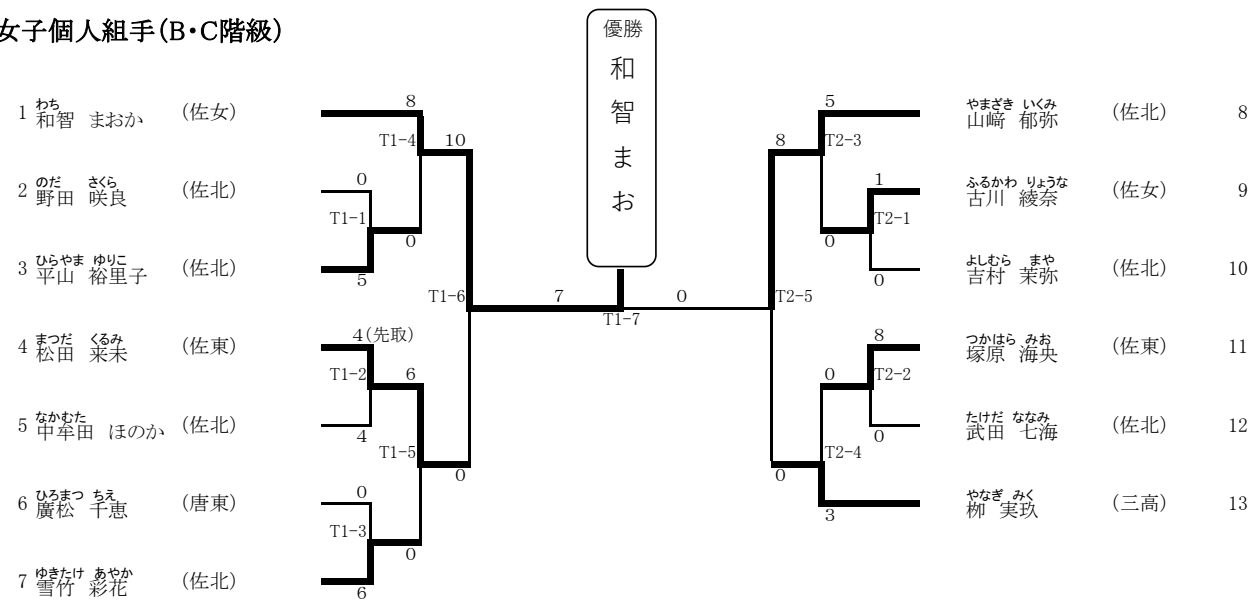 女子個人組手(B・C階級)
優勝
和智まお
1 わち
和智 まおか (佐女)
8
T1-4
10
2 のだ さくら
野田 咲良 (佐北)
0
T1-1
0
3 ひらやま ゆりこ
平山 裕里子 (佐北)
5
T1-6
7
4 まつだ くるみ
松田 来未 (佐東)
4(先取)
T1-2
6
5 なかむた
中牟田 ほのか (佐北)
4
T1-5
0
6 ひろまつ ちえ
廣松 千恵 (唐東)
0
T1-3
0
7 ゆきたけ あやか
雪竹 彩花 (佐北)
6
T1-7
0
5
やまざき いくみ
山﨑 郁弥 (佐北) 8
8
T2-3
1
ふるかわ りょうな
古川 綾奈 (佐女) 9
T2-1
0
0
よしむら まや
吉村 茉弥 (佐北) 10
T2-5
8
つかはら みお
塚原 海央 (佐東) 11
0
T2-2
0
たけだ ななみ
武田 七海 (佐北) 12
T2-4
0
3
やなぎ みく
栁 実玖 (三高) 13